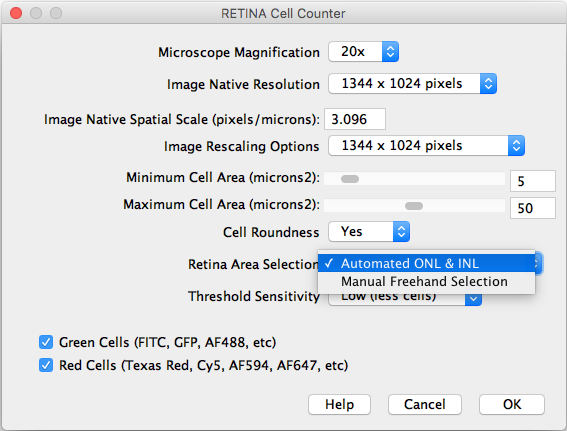 RETINA Cell Counter
Microscope Magnification 20x
Image Native Resolution 1344 x 1024 pixels
Image Native Spatial Scale (pixels/microns): 3.096
Image Rescaling Options 1344 x 1024 pixels
Minimum Cell Area (microns2): 5
Maximum Cell Area (microns2): 50
Cell Roundness Yes
Retina Area Selection ✓ Automated ONL & INL
Manual Freehand Selection
Threshold Sensitivity Low (less cells)
Green Cells (FITC, GFP, AF488, etc)
Red Cells (Texas Red, Cy5, AF594, AF647, etc)
Help Cancel OK